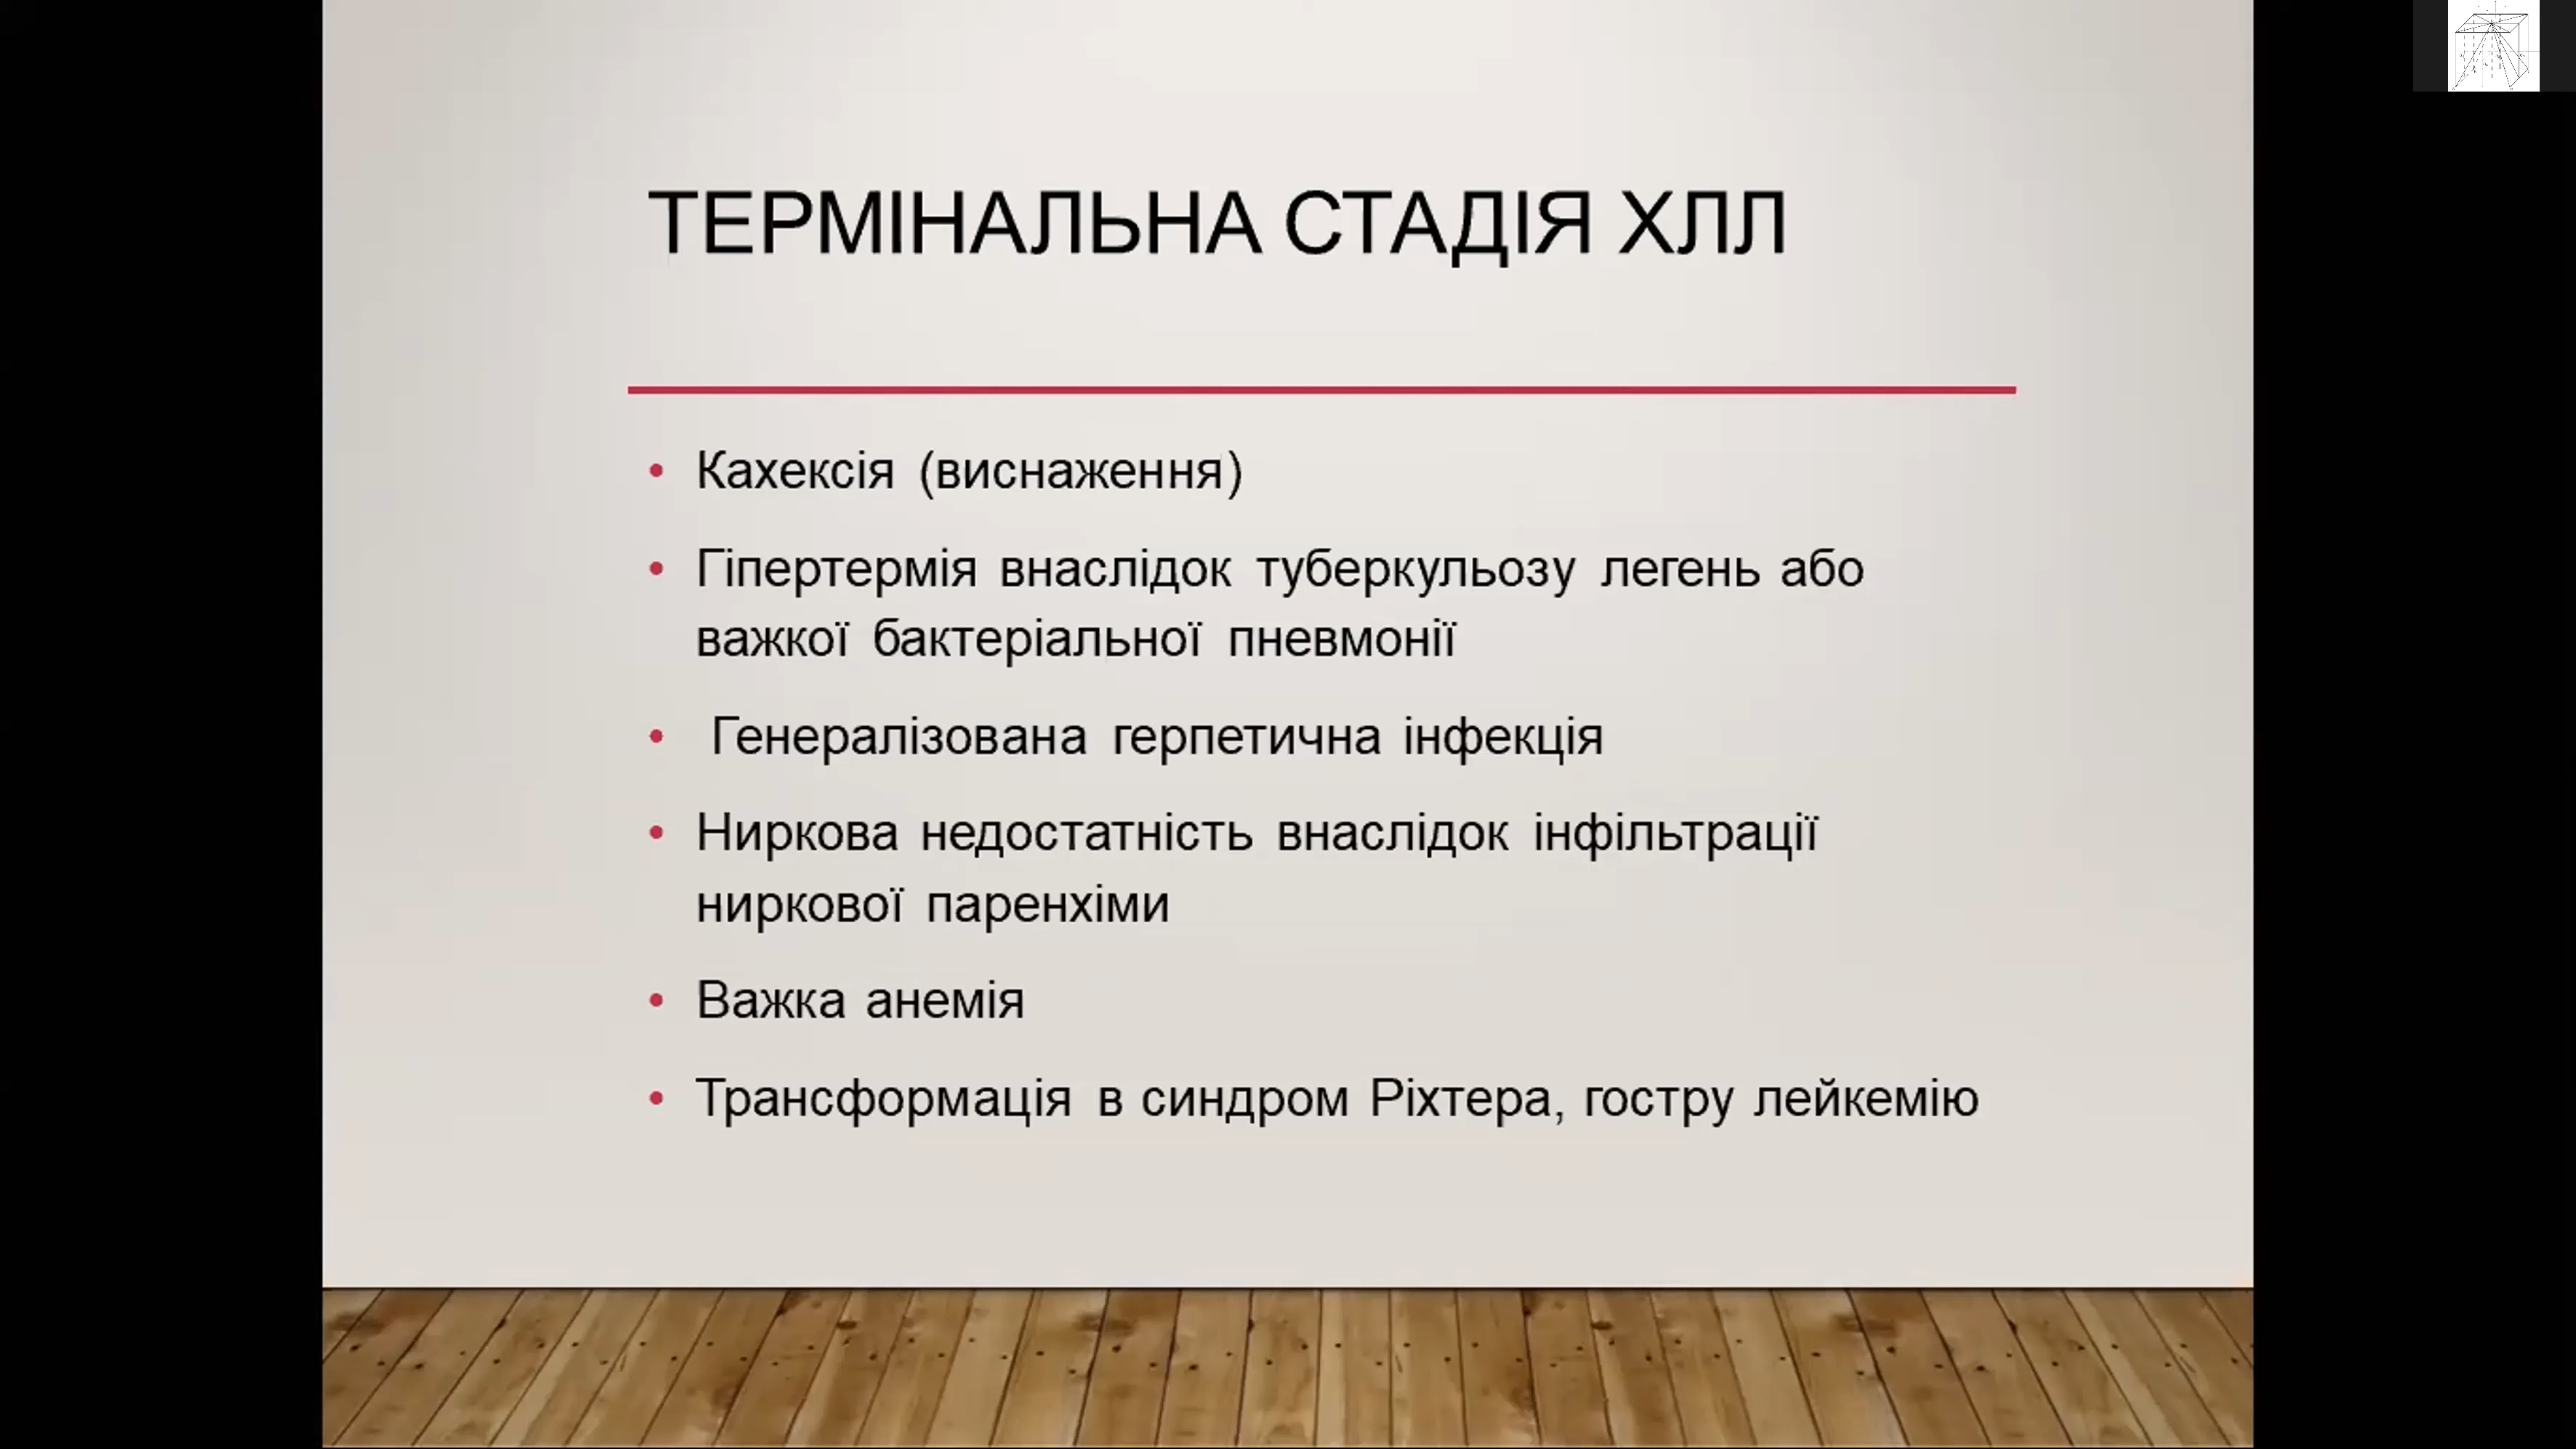 ТЕРМІНАЛЬНА СТАДІЯ ХЛЛ
• Кахексія (виснаження)
• Гіпертермія внаслідок туберкульозу легень або
важкої бактеріальної пневмонії
• Генералізована герпетична інфекція
• Ниркова недостатність внаслідок інфільтрації
ниркової паренхіми
• Важка анемія
• Трансформація в синдром Ріхтера, гостру лейкемію